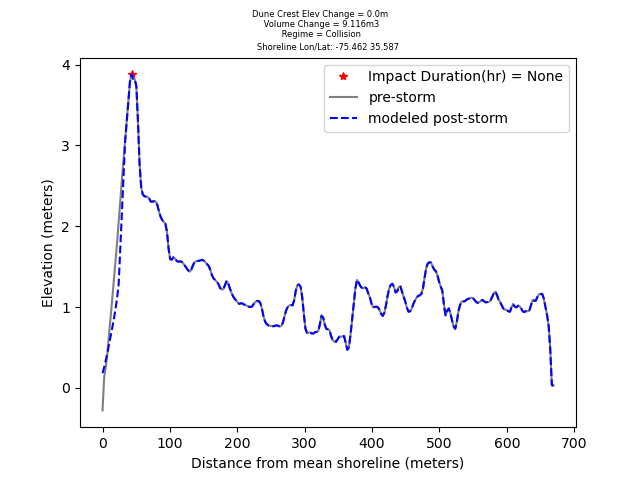 Dune Crest Elev Change = 0.0m
Volume Change = 9.116m3
Regime = Collision
Shoreline Lon/Lat: -75.462 35.587
Impact Duration(hr) = None
pre-storm
modeled post-storm
4
3
2
1
0
Elevation (meters)
0 100 200 300 400 500 600 700
Distance from mean shoreline (meters)